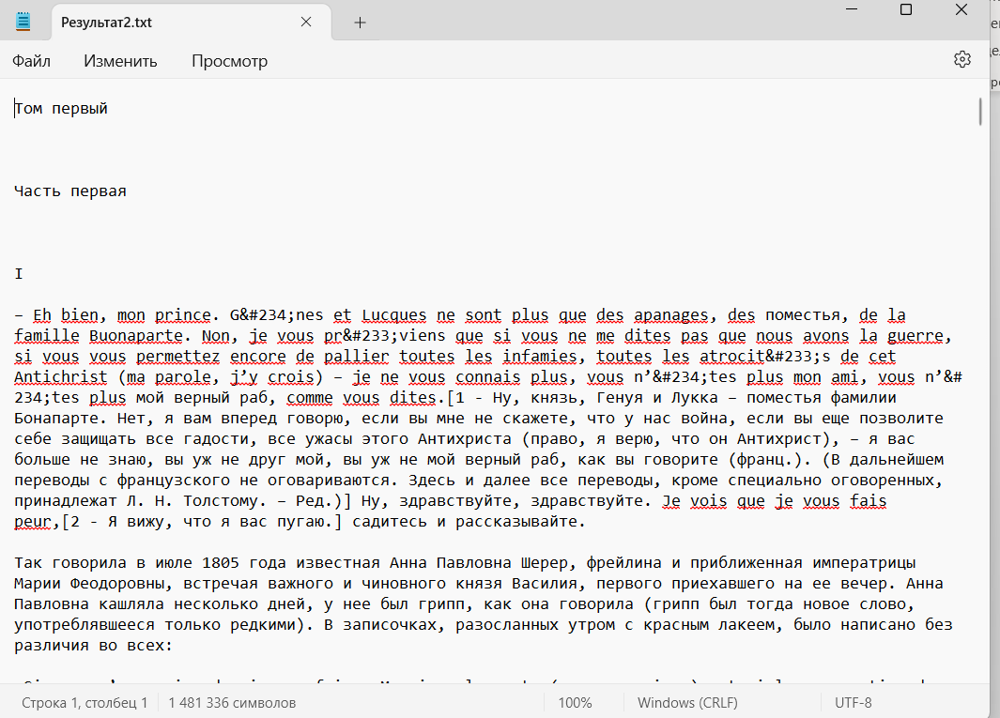 Результат2.txt
Файл Изменить Просмотр
Том первый
Часть первая
I
– Eh bien, mon prince. G&#234;nes et Lucques ne sont plus que des apanages, des поместья, de la
famille Buonaparte. Non, je vous pr&#233;viens que si vous ne me dites pas que nous avons la guerre,
si vous vous permettez encore de pallier toutes les infamies, toutes les atrocit&#233;s de cet
Antichrist (ma parole, j’y crois) – je ne vous connais plus, vous n’&#234;tes plus mon ami, vous n’&#
234;tes plus мой верный раб, comme vous dites.[1 - Ну, князь, Генуя и Лукка – поместья фамилии
Бонапарте. Нет, я вам вперед говорю, если вы мне не скажете, что у нас война, если вы еще позволите
себе защищать все гадости, все ужасы этого Антихриста (право, я верю, что он Антихрист), – я вас
больше не знаю, вы уж не друг мой, вы уж не мой верный раб, как вы говорите (франц.). (В дальнейшем
переводы с французского не оговариваются. Здесь и далее все переводы, кроме специально оговоренных,
принадлежат Л. Н. Толстому. – Ред.)] Ну, здравствуйте, здравствуйте. Je vois que je vous fais
peur,[2 - Я вижу, что я вас пугаю.] садитесь и рассказывайте.
Так говорила в июле 1805 года известная Анна Павловна Шерер, фрейлина и приближенная императрицы
Марии Феодоровны, встречая важного и чиновного князя Василия, первого приехавшего на ее вечер. Анна
Павловна кашляла несколько дней, у нее был грипп, как она говорила (грипп был тогда новое слово,
употреблявшееся только редкими). В записочках, разосланных утром с красным лакеем, было написано без
различия во всех:
Строка 1, столбец 1 1 481 336 символов 100% Windows (CRLF) UTF-8